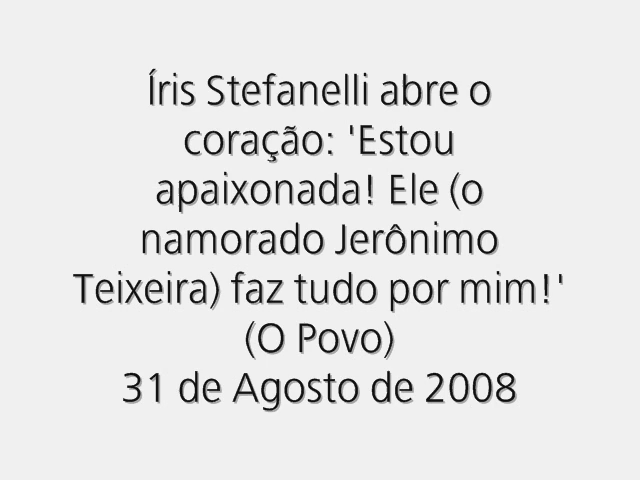 Íris Stefanelli abre o
coração: 'Estou
apaixonada! Ele (o
namorado Jerônimo
Teixeira) faz tudo por mim!'
(O Povo)
31 de Agosto de 2008